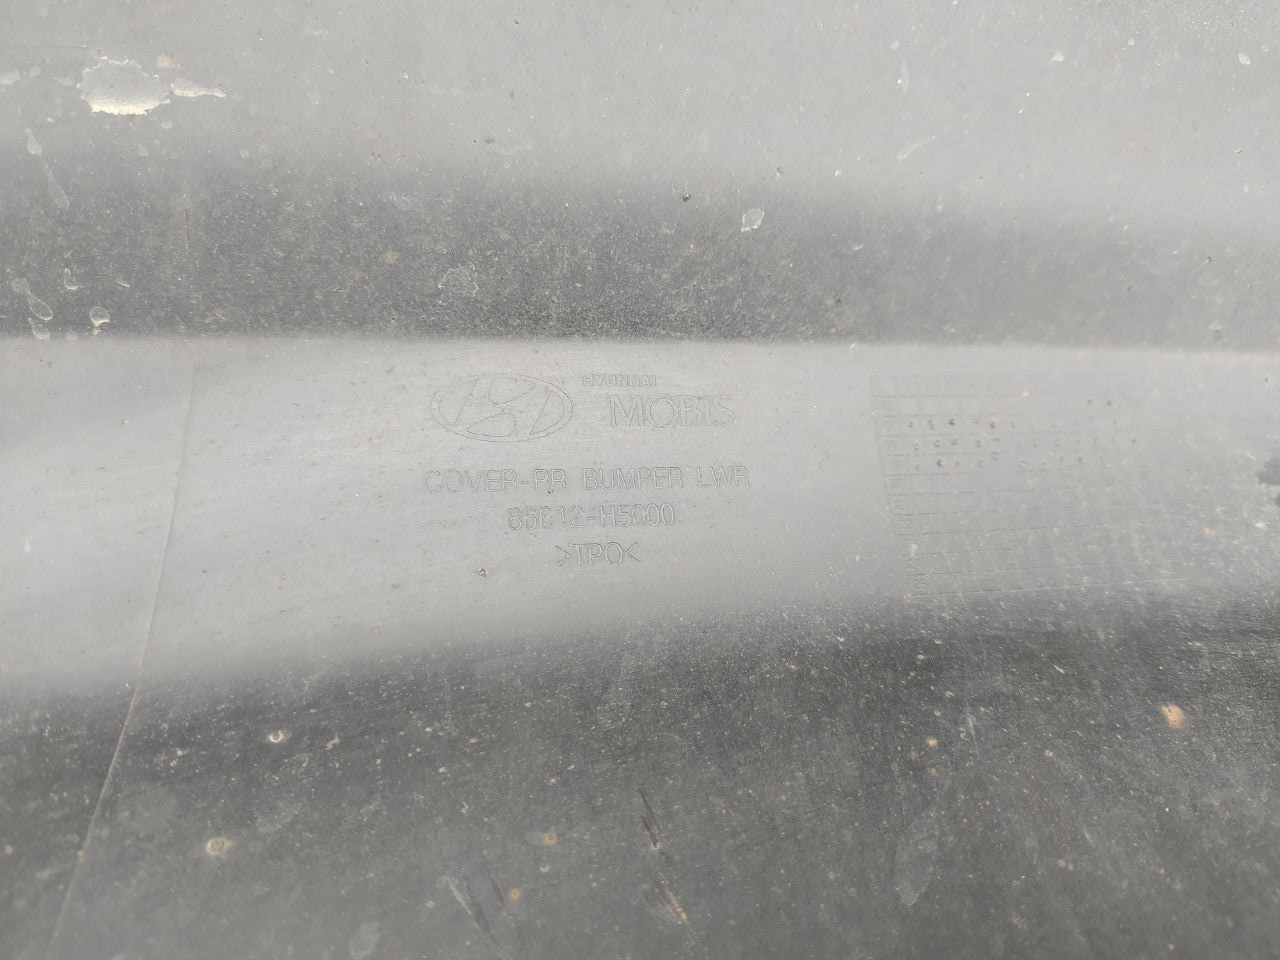 HYUNDAI
MOBIS
COVER-RR BUMPER LWR
86612-H5000
>TPO<